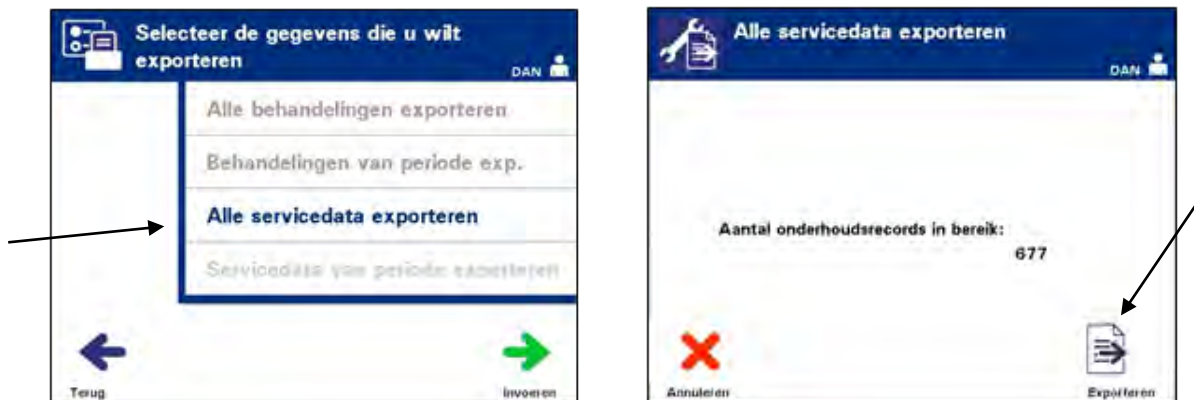 Selecteer de gegevens die u wilt
exporteren
DAN
Alle behandelingen exporteren
Behandelingen van periode exp.
Alle servicedata exporteren
Servicedata van periode exporteren
Terug
Invoeren
Alle servicedata exporteren
DAN
Aantal onderhoudsrecords in bereik:
677
Annuleren
Exporteren